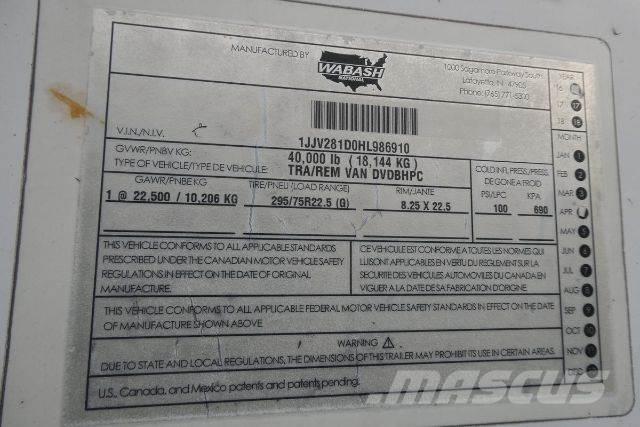 MANUFACTURED BY
WABASH
NATIONAL
1000 Sagamore Parkway South
Lafayette, IN 47905
Phone: (765) 771-5300
YEAR
16
17
18
V.I.N./N.I.V.
1JJV281D0HL986910
GVWR/PNBV KG:
40,000 lb ( 18,144 KG )
TYPE OF VEHICLE/TYPE DE VEHICULE:
TRA/REM VAN DVDBHPC
GAWR/PNBE KG
TIRE/PNEU /LOAD RANGE)
RIM/JANTE
COLD INFL. PRESS./PRESS.
DE GONFL A FROID
PSI/LPC
KPA
1 @ 22,500 / 10,206 KG
295/75R22.5 (G)
8.25 X 22.5
100
690
MONTH
JAN
FEB
MAR
APR
MAY
JUN
JUL
AUG
SEP
OCT
NOV
DEC
THIS VEHICLE CONFORMS TO ALL APPLICABLE STANDARDS
PRESCRIBED UNDER THE CANADIAN MOTOR VEHICLE SAFETY
REGULATIONS IN EFFECT ON THE DATE OF ORIGINAL
MANUFACTURE.
CE VEHICULE EST CONFORME A TOUTES LES NORMES QUI
LUI SONT APPLICABLES EN VERTU DU REGLEMENT SUR LA
SECURITE DES VEHICULES AUTOMOBILES DU CANADA EN
VIGUER A LA DATE DE SA FABRICATION D'ORIGINE.
THIS VEHICLE CONFORMS TO ALL APPLICABLE FEDERAL MOTOR VEHICLE SAFETY STANDARDS IN EFFECT ON THE DATE
OF MANUFACTURE SHOWN ABOVE.
WARNING
DUE TO STATE AND LOCAL REGULATIONS, THE DIMENSIONS OF THIS TRAILER MAY PROHIBIT ITS USE IN CERTAIN AREAS.
U.S., Canada, and Mexico patents and patents pending.
MASCUS